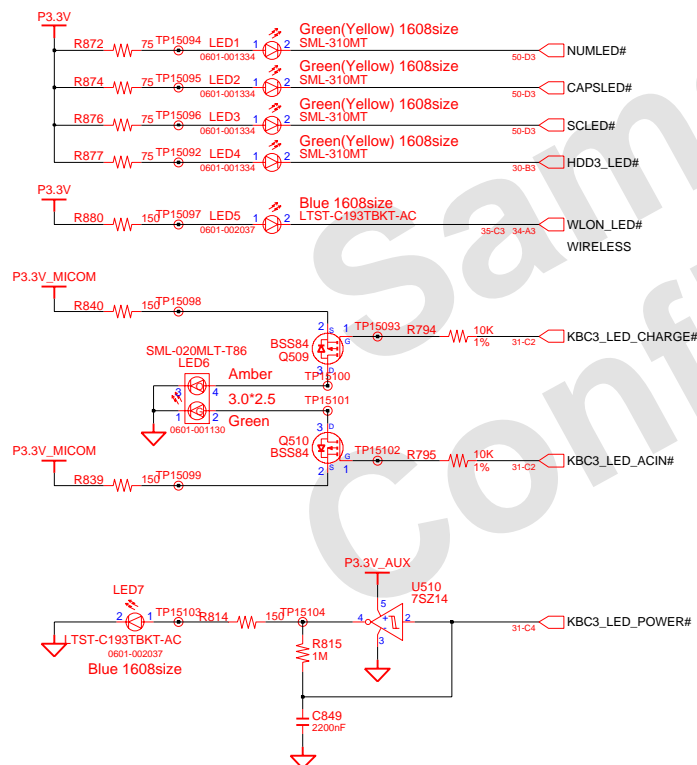 P3.3V
R872 75 TP15094 LED1 0601-001334 1 2 Green(Yellow) 1608size SML-310MT 50-D3 NUMLED#
R874 75 TP15095 LED2 0601-001334 1 2 Green(Yellow) 1608size SML-310MT 50-D3 CAPSLED#
R876 75 TP15096 LED3 0601-001334 1 2 Green(Yellow) 1608size SML-310MT 50-D3 SCLED#
R877 75 TP15092 LED4 0601-001334 1 2 Green(Yellow) 1608size SML-310MT 30-B3 HDD3_LED#
P3.3V
R880 150 TP15097 LED5 0601-002037 1 2 Blue 1608size LTST-C193TBKT-AC 35-C3 34-A3 WLON_LED#
WIRELESS
P3.3V_MICOM
R840 150 TP15098
2 S 1 G TP15093 R794 10K 1% 31-C2 KBC3_LED_CHARGE#
BSS84
Q509
3 D
SML-020MLT-T86
LED6
TP15100
Amber
3 4
3.0*2.5
TP15101
1 2
Green
0601-001130
3 D
Q510
BSS84
2 S 1 G TP15102 R795 10K 1% 31-C2 KBC3_LED_ACIN#
P3.3V_MICOM
R839 150 TP15099
P3.3V_AUX
U510
7SZ14
LED7
2 1 TP15103 R814 150 TP15104 4 5 + - 3 2 31-C4 KBC3_LED_POWER#
LTST-C193TBKT-AC
0601-002037
Blue 1608size
R815
1M
C849
2200nF
Sam
Conf